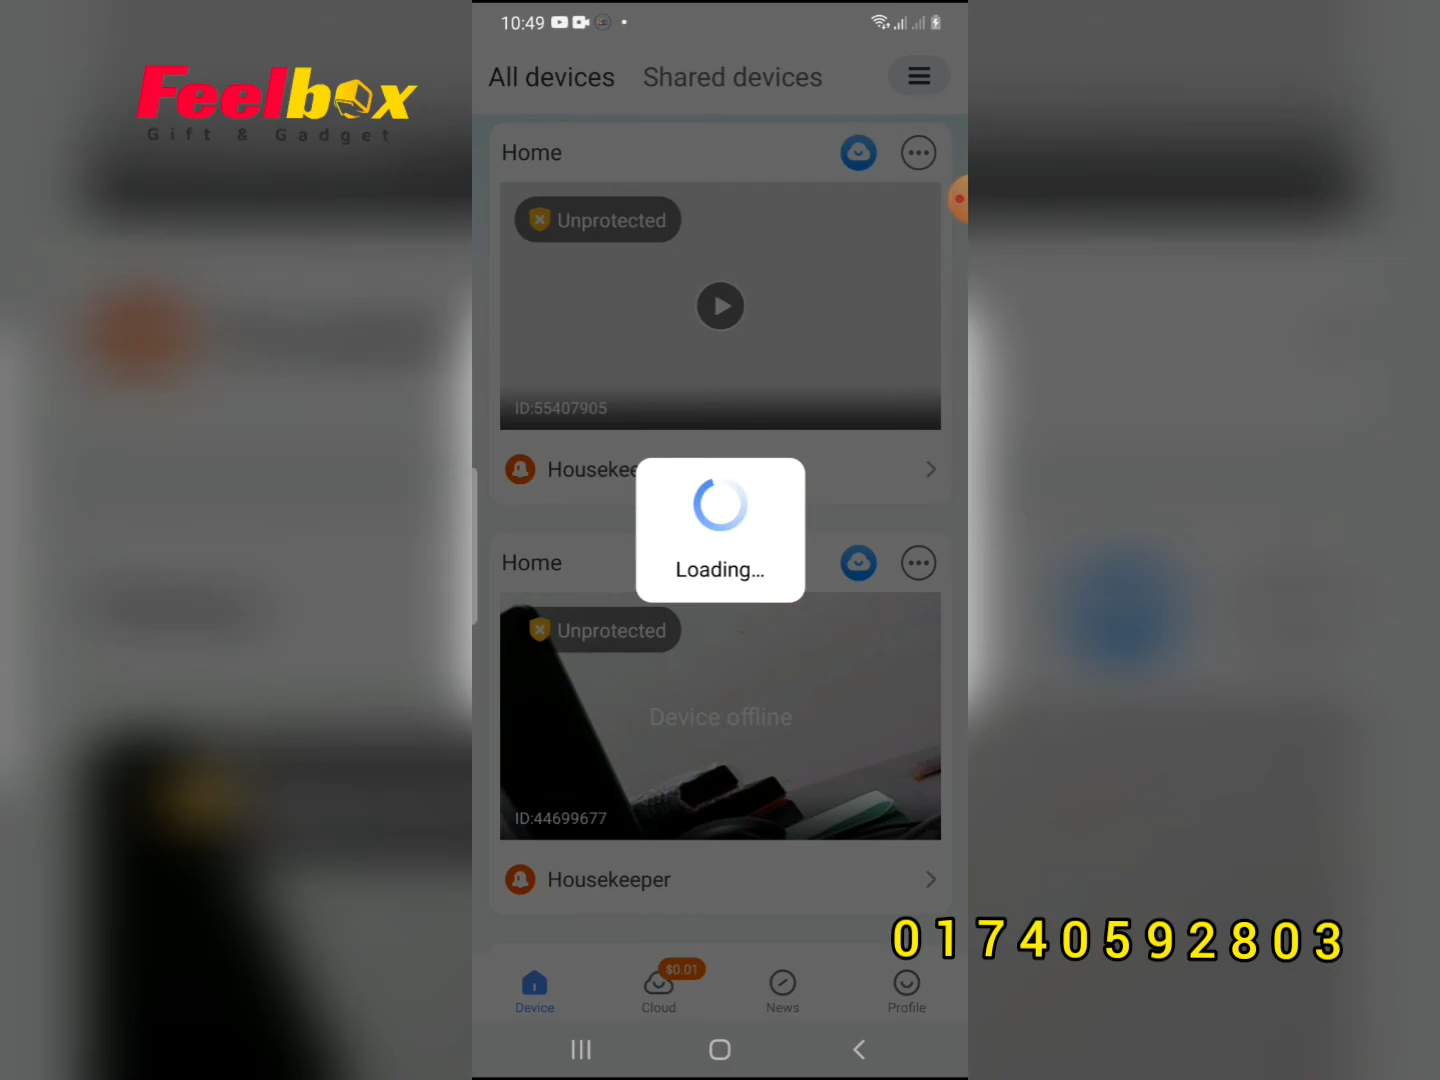 10:49
Feelbox
Gift & Gadget
All devices Shared devices
Home
Unprotected
ID:55407905
Housekee
Loading...
Home
Unprotected
Device offline
ID:44699677
Housekeeper
01740592803
$0.01
Device Cloud News Profile